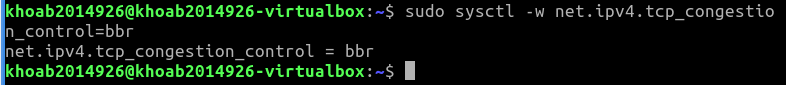 khoab2014926@khoab2014926-virtualbox:~$ sudo sysctl -w net.ipv4.tcp_congestio
n_control=bbr
net.ipv4.tcp_congestion_control = bbr
khoab2014926@khoab2014926-virtualbox:~$